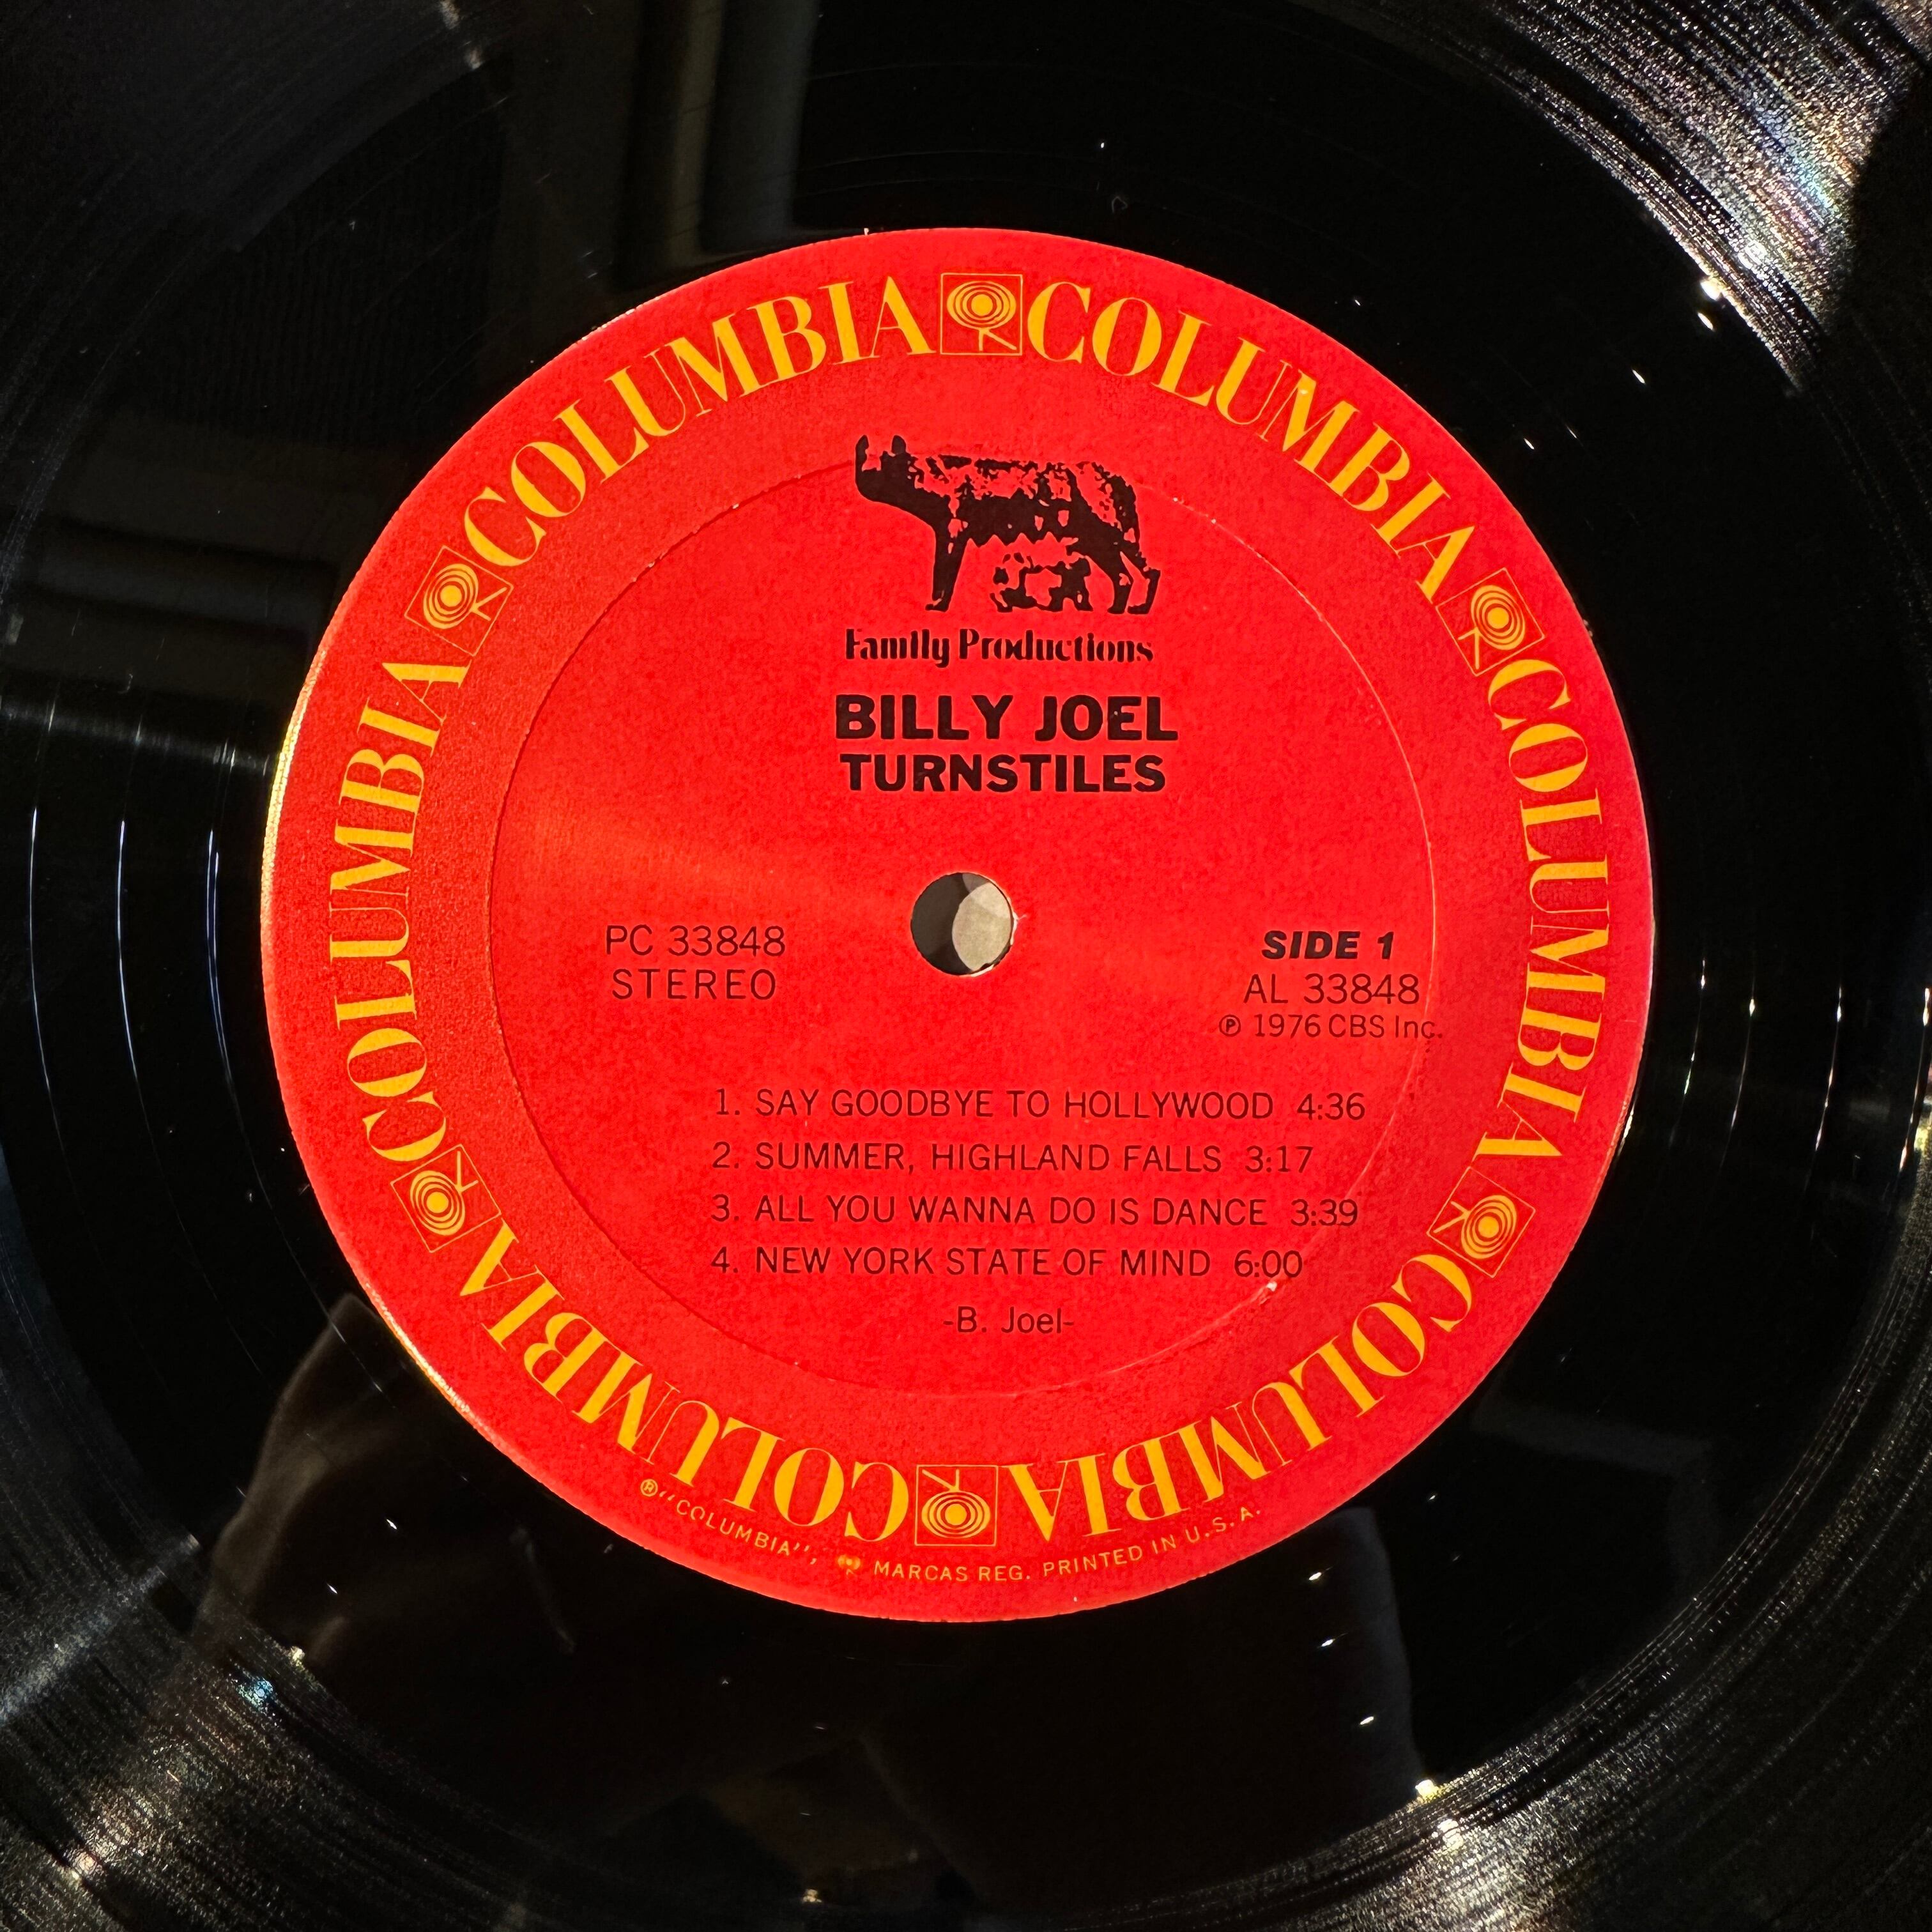 COLUMBIA COLUMBIA COLUMBIA COLUMBIA COLUMBIA COLUMBIA
Family Productions
BILLY JOEL
TURNSTILES
PC 33848
STEREO
SIDE 1
AL 33848
℗ 1976 CBS Inc.
1. SAY GOODBYE TO HOLLYWOOD 4:36
2. SUMMER, HIGHLAND FALLS 3:17
3. ALL YOU WANNA DO IS DANCE 3:39
4. NEW YORK STATE OF MIND 6:00
-B. Joel-
® "COLUMBIA", MARCAS REG. PRINTED IN U.S.A.